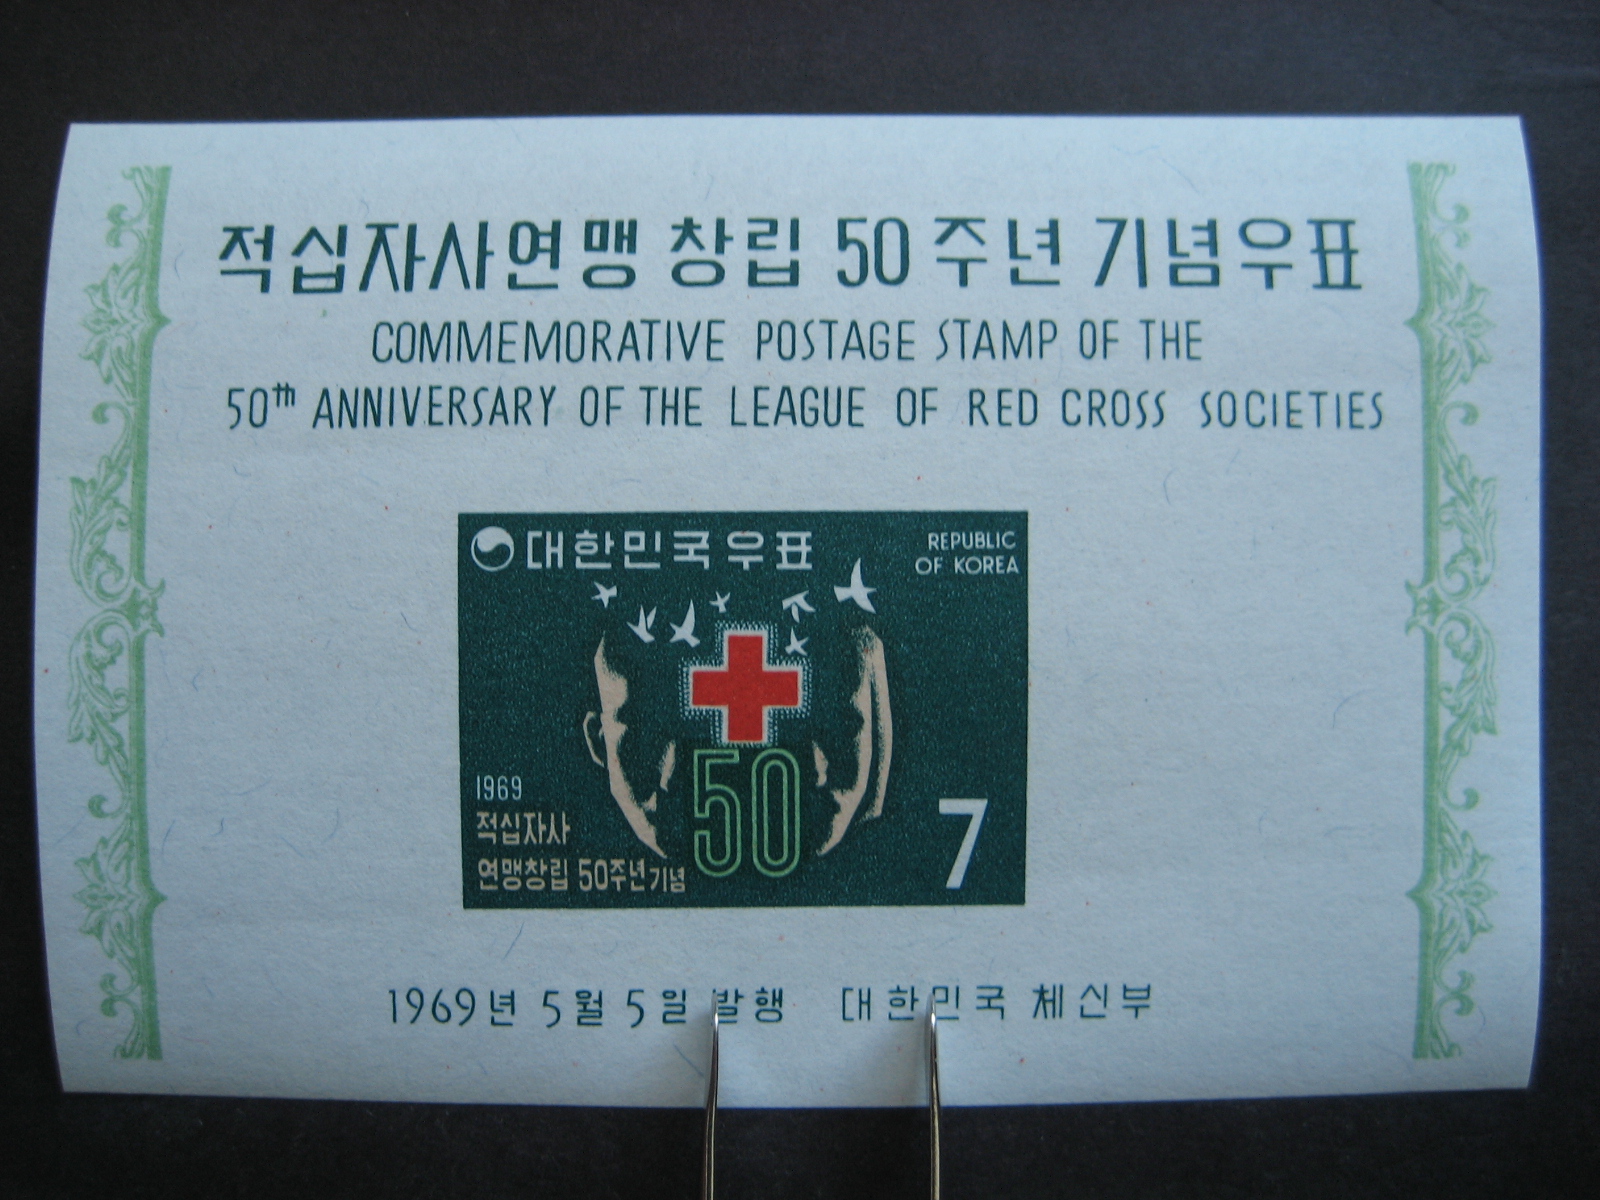 적십자사연맹 창립 50 주년 기념우표
COMMEMORATIVE POSTAGE STAMP OF THE
50th ANNIVERSARY OF THE LEAGUE OF RED CROSS SOCIETIES
대한민국우표
REPUBLIC
OF KOREA
50
1969
적십자사
연맹창립 50주년기념
7
1969년 5월 5일 발행 대한민국 체신부